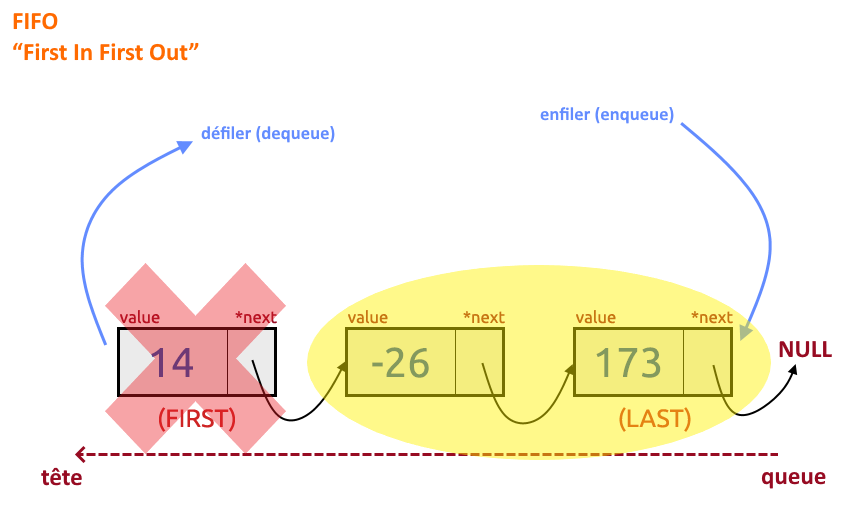 FIFO
“First In First Out”
défiler (dequeue)
enfiler (enqueue)
value *next
value *next
value *next
14
-26
173
NULL
(FIRST)
(LAST)
tête
queue